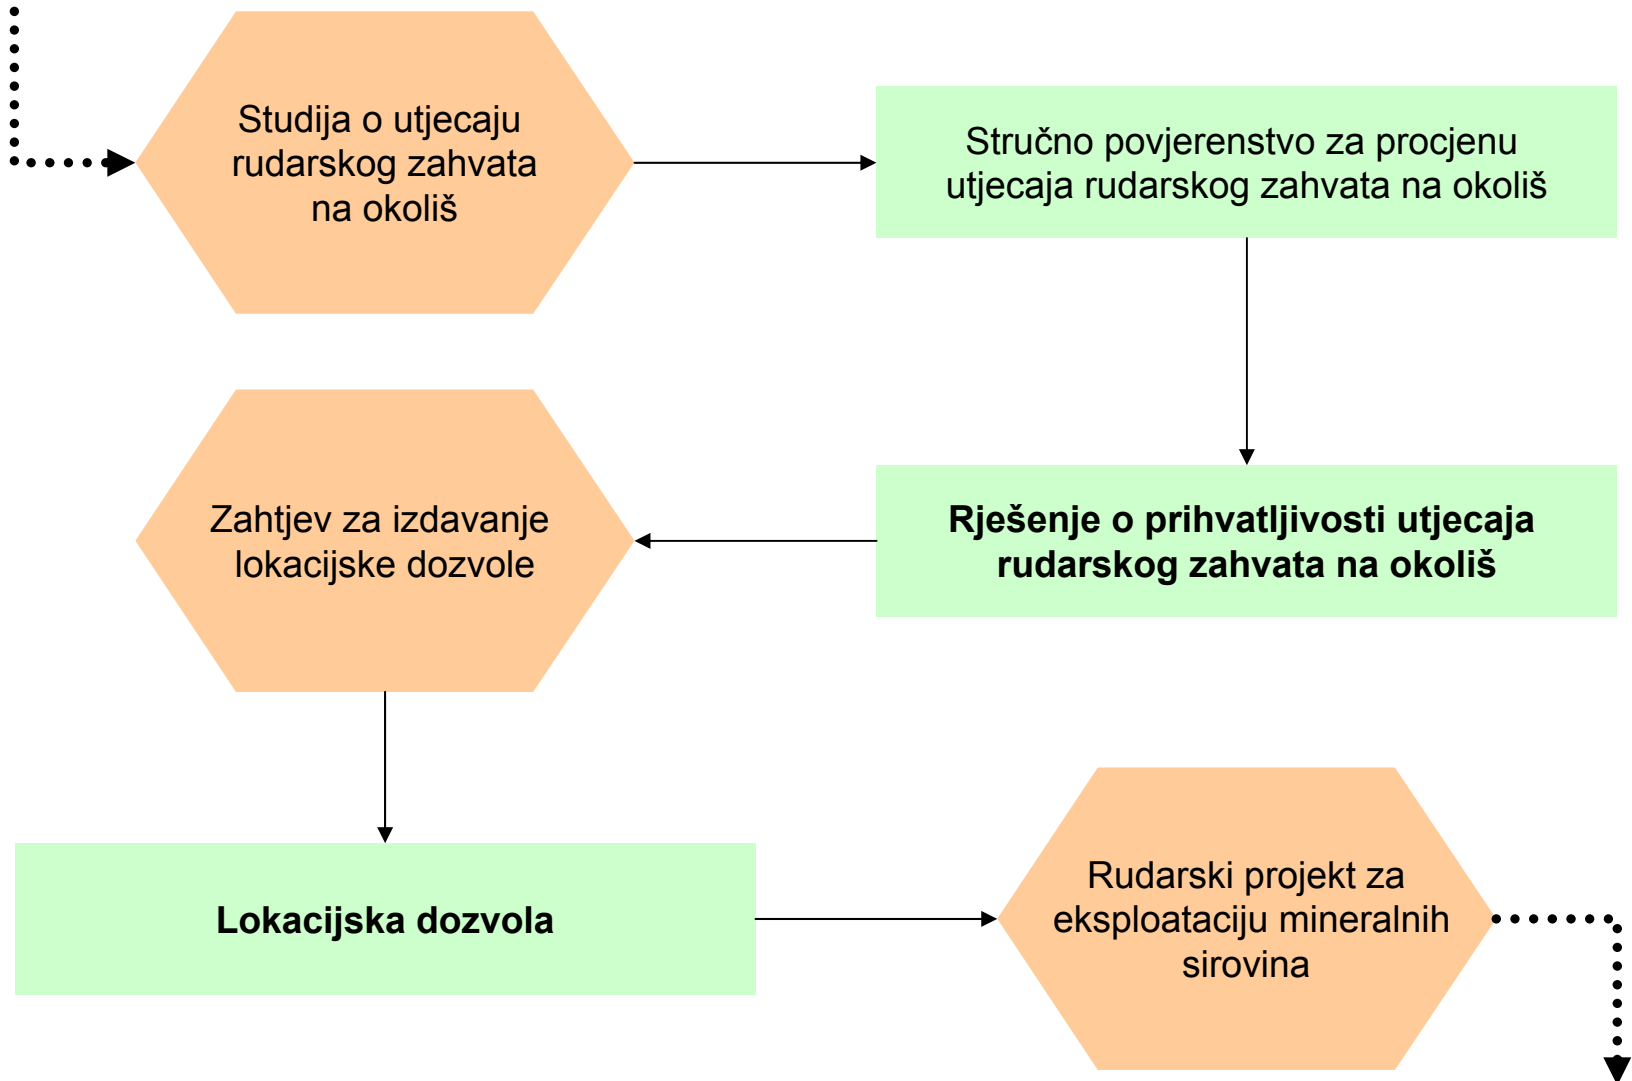 Studija o utjecaju
rudarskog zahvata
na okoliš
Stručno povjerenstvo za procjenu
utjecaja rudarskog zahvata na okoliš
Zahtjev za izdavanje
lokacijske dozvole
Rješenje o prihvatljivosti utjecaja
rudarskog zahvata na okoliš
Lokacijska dozvola
Rudarski projekt za
eksploataciju mineralnih
sirovina